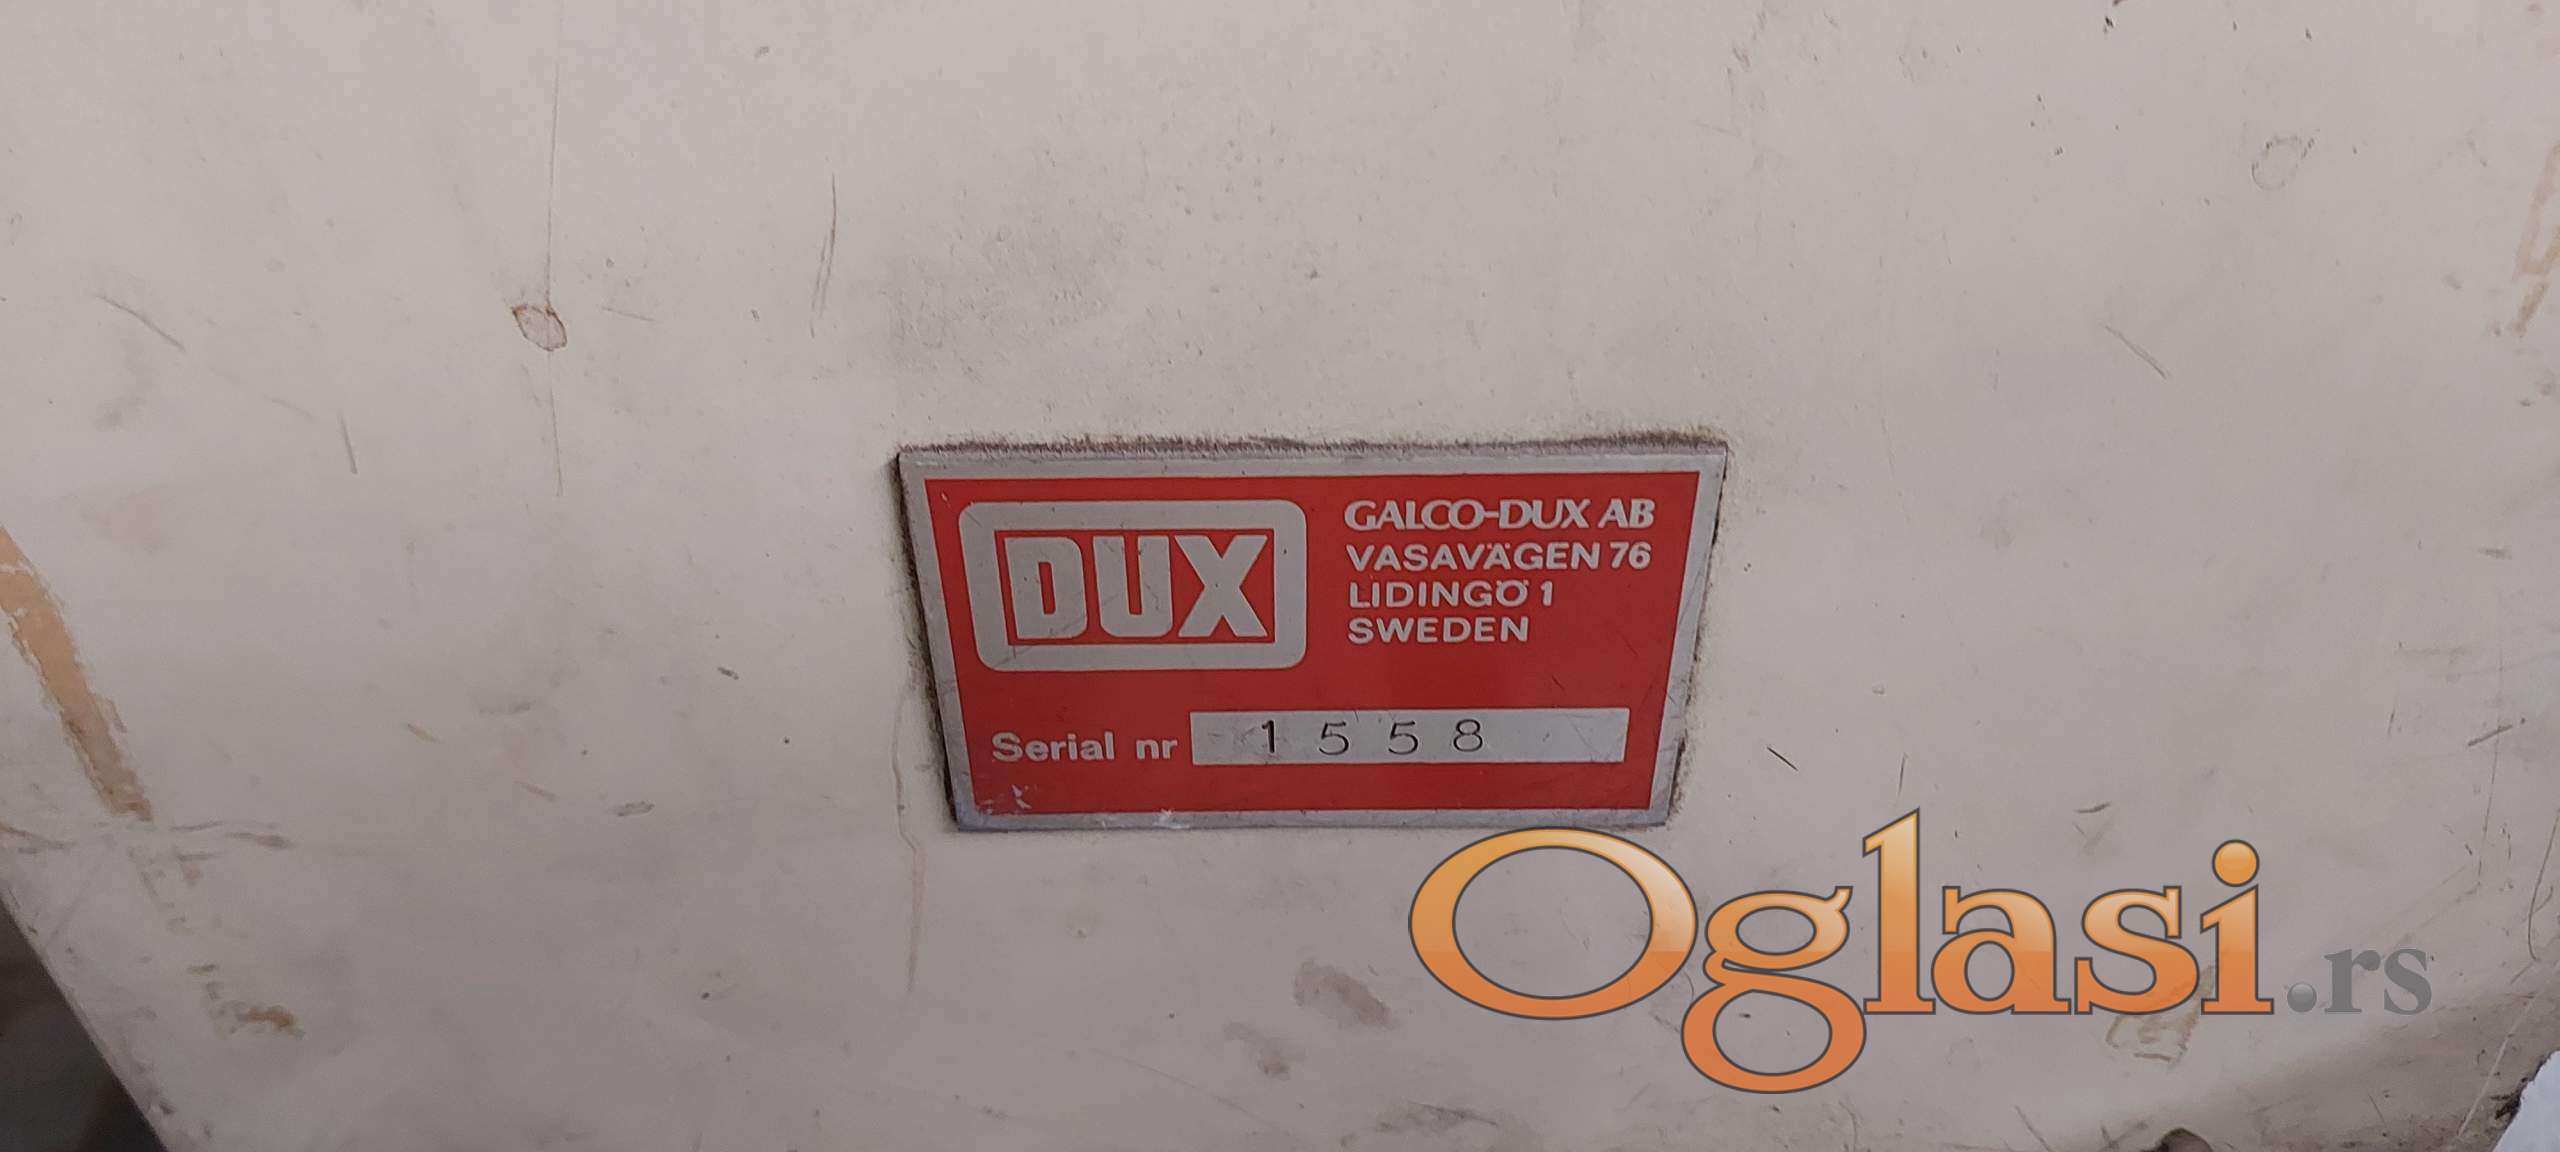 DUX
GALCO-DUX AB
VASAVÄGEN 76
LIDINGÖ 1
SWEDEN
Serial nr 1558
Oglasi.rs